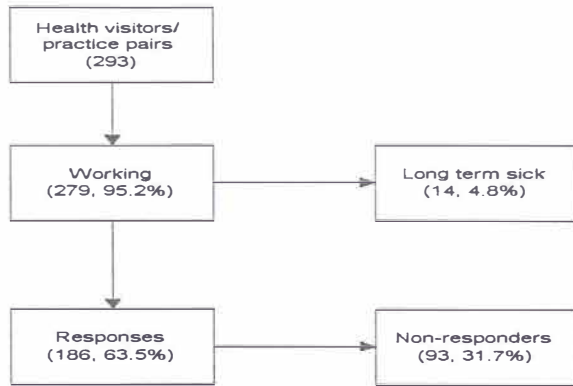 Health visitors/
practice pairs
(293)
Working
(279, 95.2%)
Long term sick
(14, 4.8%)
Responses
(186, 63.5%)
Non-responders
(93, 31.7%)